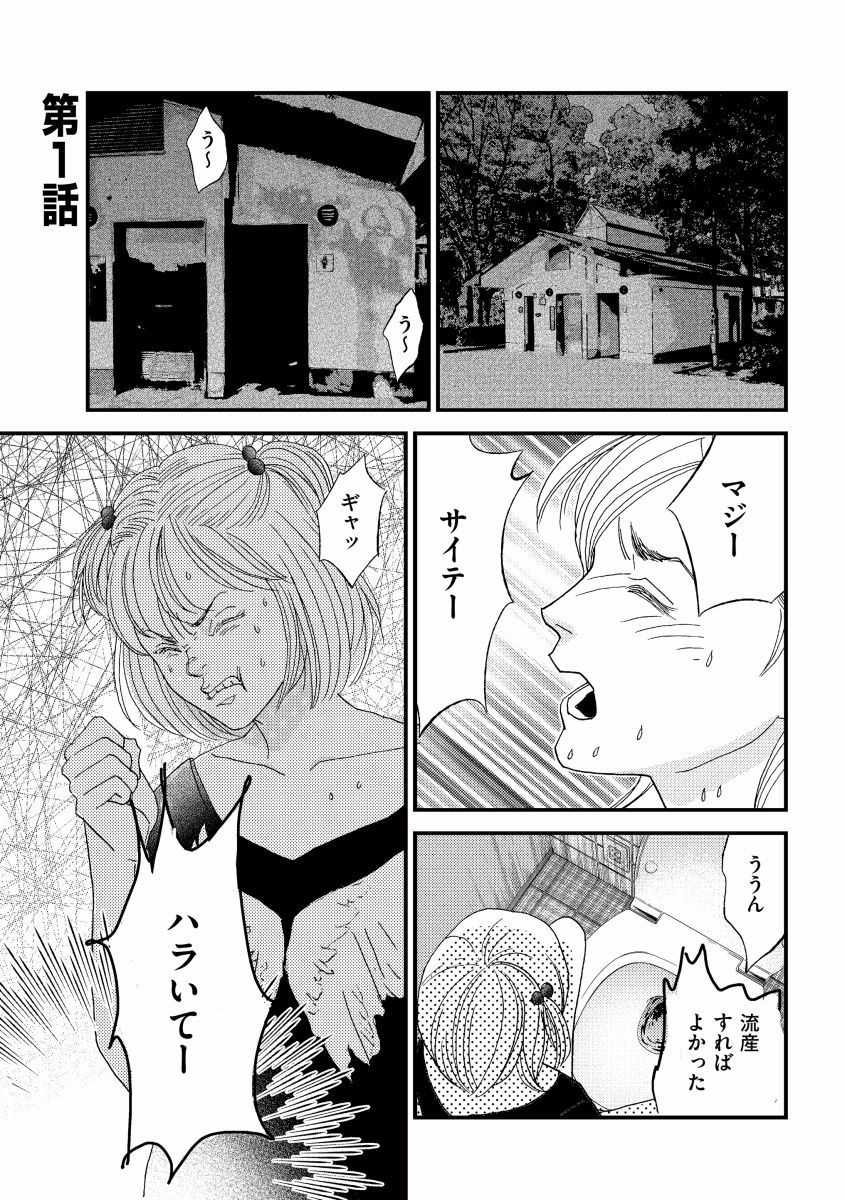 第1話
う～
う～
マジー
サイテー
ううん
流産
すれば
よかった
ギャッ
ハラいてー